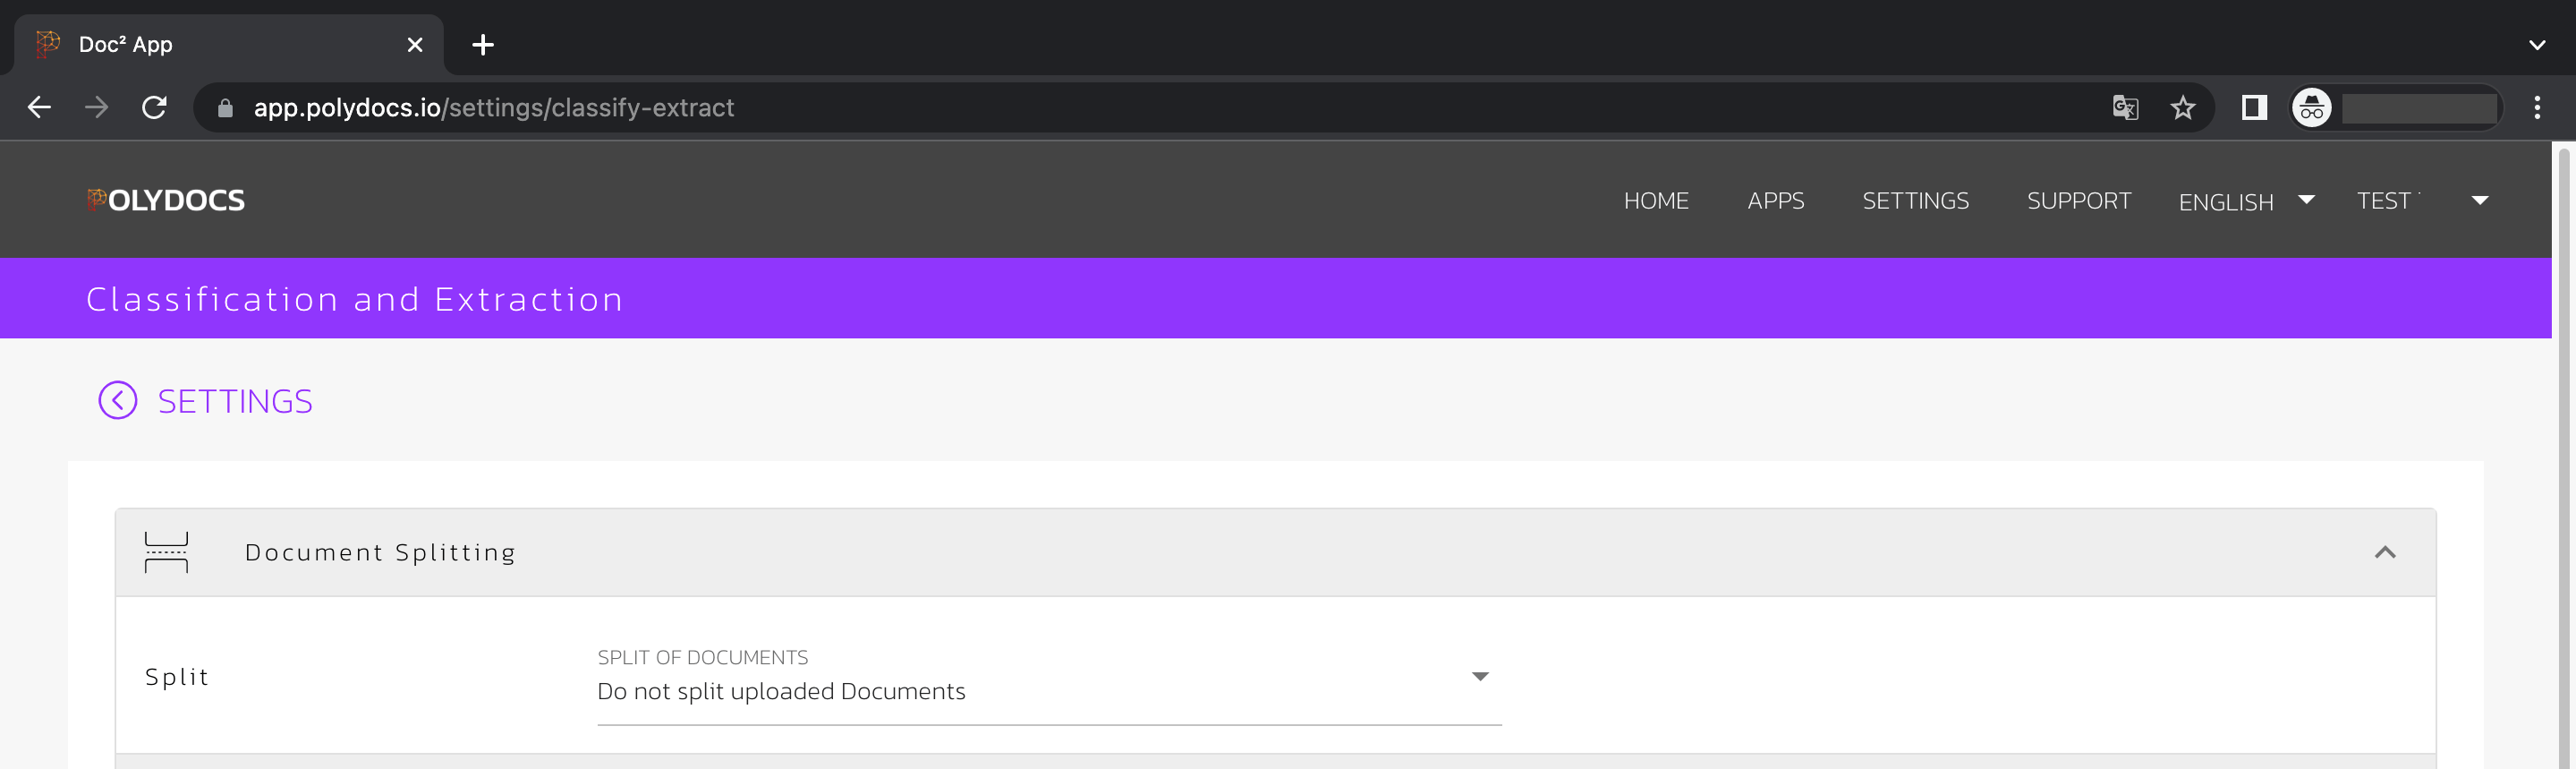 Doc² App
app.polydocs.io/settings/classify-extract
POLYDOCS
HOME APPS SETTINGS SUPPORT ENGLISH TEST
Classification and Extraction
SETTINGS
Document Splitting
SPLIT OF DOCUMENTS
Split
Do not split uploaded Documents